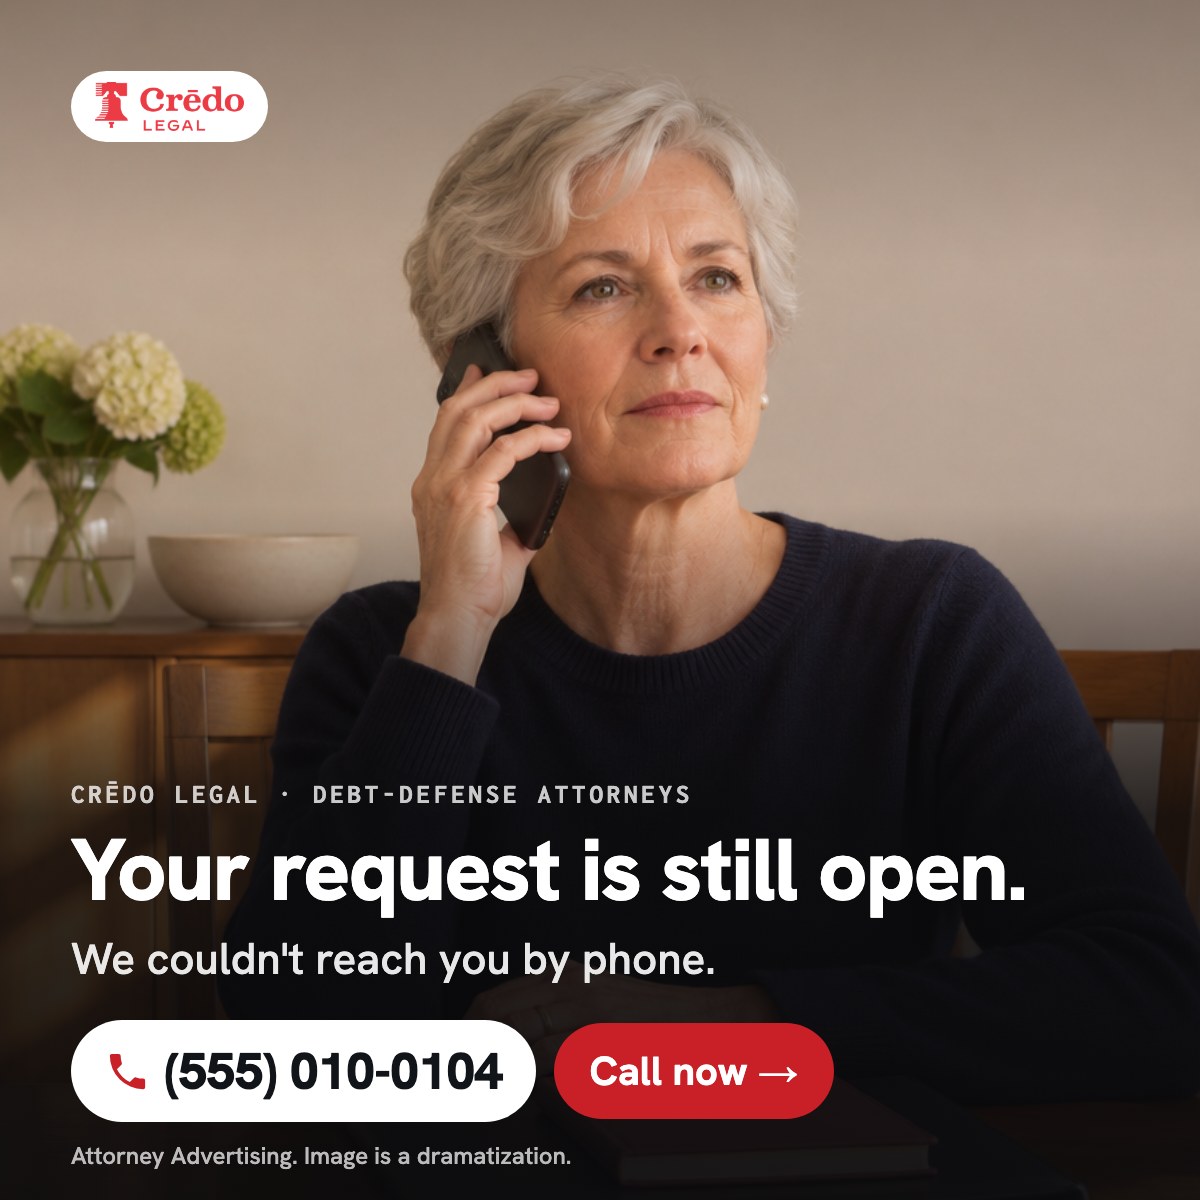 Crēdo
LEGAL
CRĒDO LEGAL · DEBT-DEFENSE ATTORNEYS
Your request is still open.
We couldn't reach you by phone.
(555) 010-0104
Call now →
Attorney Advertising. Image is a dramatization.